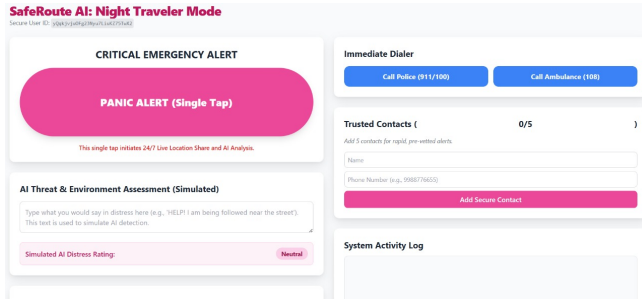 SafeRoute AI: Night Traveler Mode
Secure User ID:
CRITICAL EMERGENCY ALERT
PANIC ALERT (Single Tap)
This single tap initiates 24/7 Live Location Share and AI Analysis.
AI Threat & Environment Assessment (Simulated)
Type what you would say in distress here (e.g., 'HELP! I am being followed near the street').
This text is used to simulate AI detection.
Simulated AI Distress Rating: Neutral
Immediate Dialer
Call Police (911/100) Call Ambulance (108)
Trusted Contacts ( 0/5 )
Add 5 contacts for rapid, pre-vetted alerts.
Name
Phone Number (e.g., 9988776655)
Add Secure Contact
System Activity Log